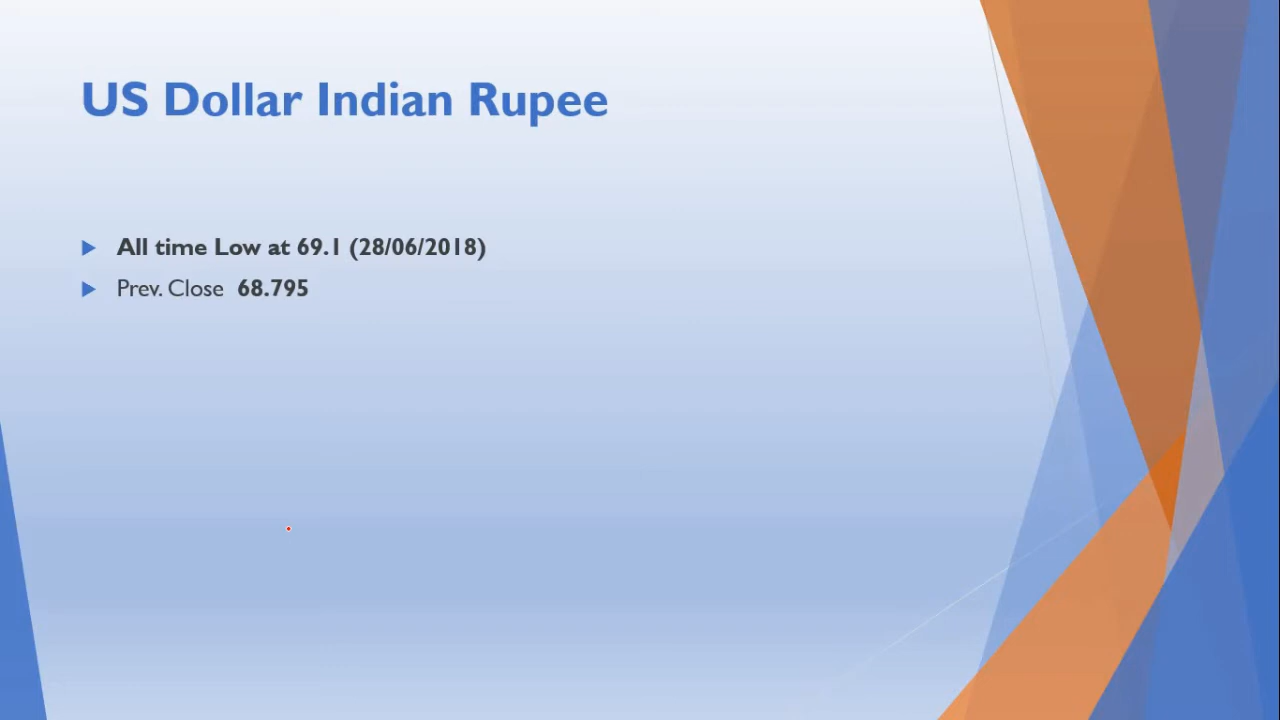 US Dollar Indian Rupee
All time Low at 69.1 (28/06/2018)
Prev. Close 68.795